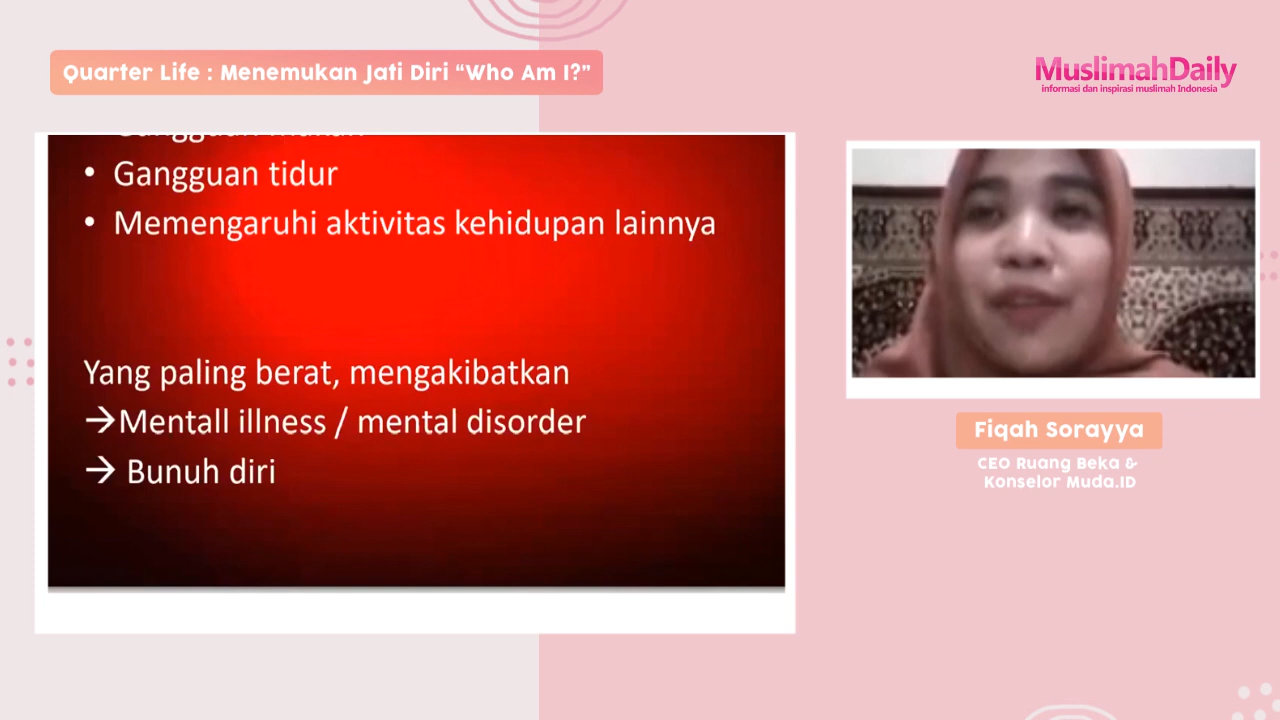 Quarter Life : Menemukan Jati Diri “Who Am I?”
MuslimahDaily
informasi dan inspirasi muslimah Indonesia
• Gangguan tidur
• Memengaruhi aktivitas kehidupan lainnya
Yang paling berat, mengakibatkan
→Mentall illness / mental disorder
→ Bunuh diri
Fiqah Sorayya
CEO Ruang Beka &
Konselor Muda.ID